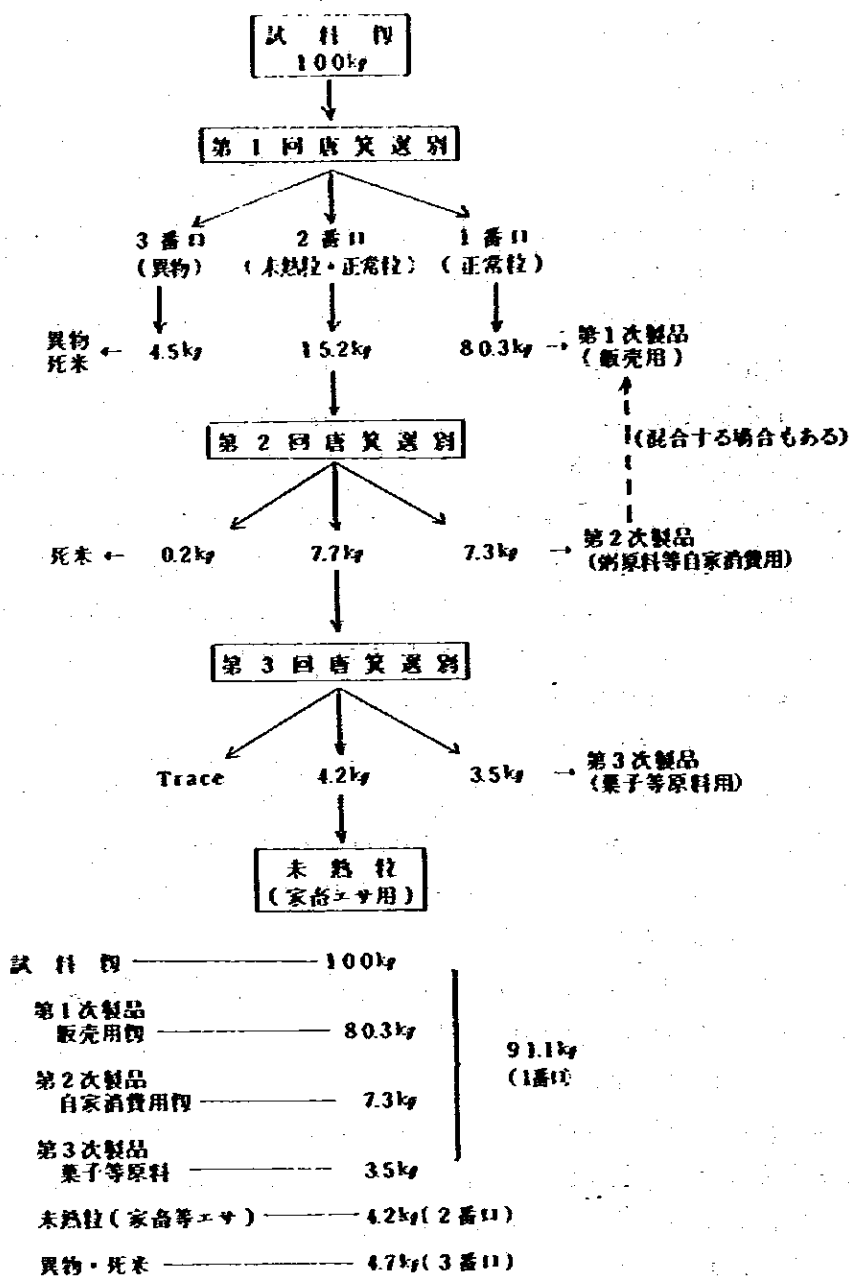 試料籾
100kg
第1回唐箕選別
3番口 2番口 1番口
(異物) (未熟粒・正常粒) (正常粒)
異物
死米 ← 4.5kg 15.2kg 80.3kg → 第1次製品
(販売用)
(混合する場合もある)
第2回唐箕選別
死米 ← 0.2kg 7.7kg 7.3kg → 第2次製品
(粥原料等自家消費用)
第3回唐箕選別
Trace 4.2kg 3.5kg → 第3次製品
(菓子等原料用)
未熟粒
(家畜エサ用)
試料籾 100kg
第1次製品
販売用籾 80.3kg
91.1kg
(1番口)
第2次製品
自家消費用籾 7.3kg
第3次製品
菓子等原料 3.5kg
未熟粒(家畜等エサ) 4.2kg(2番口)
異物・死米 4.7kg(3番口)